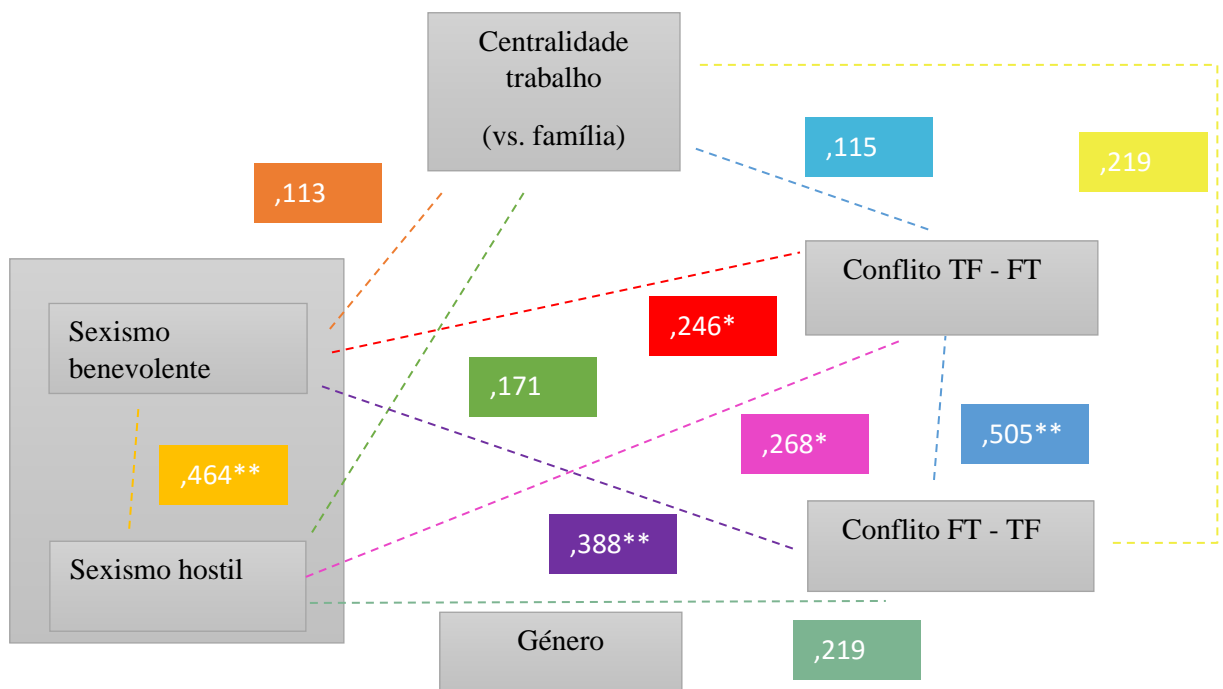 Centralidade
trabalho
(vs. família)
,115
,219
,113
Conflito TF - FT
Sexismo
benevolente
,246*
,171
,268*
,505**
,464**
Conflito FT - TF
,388**
Sexismo hostil
Género
,219